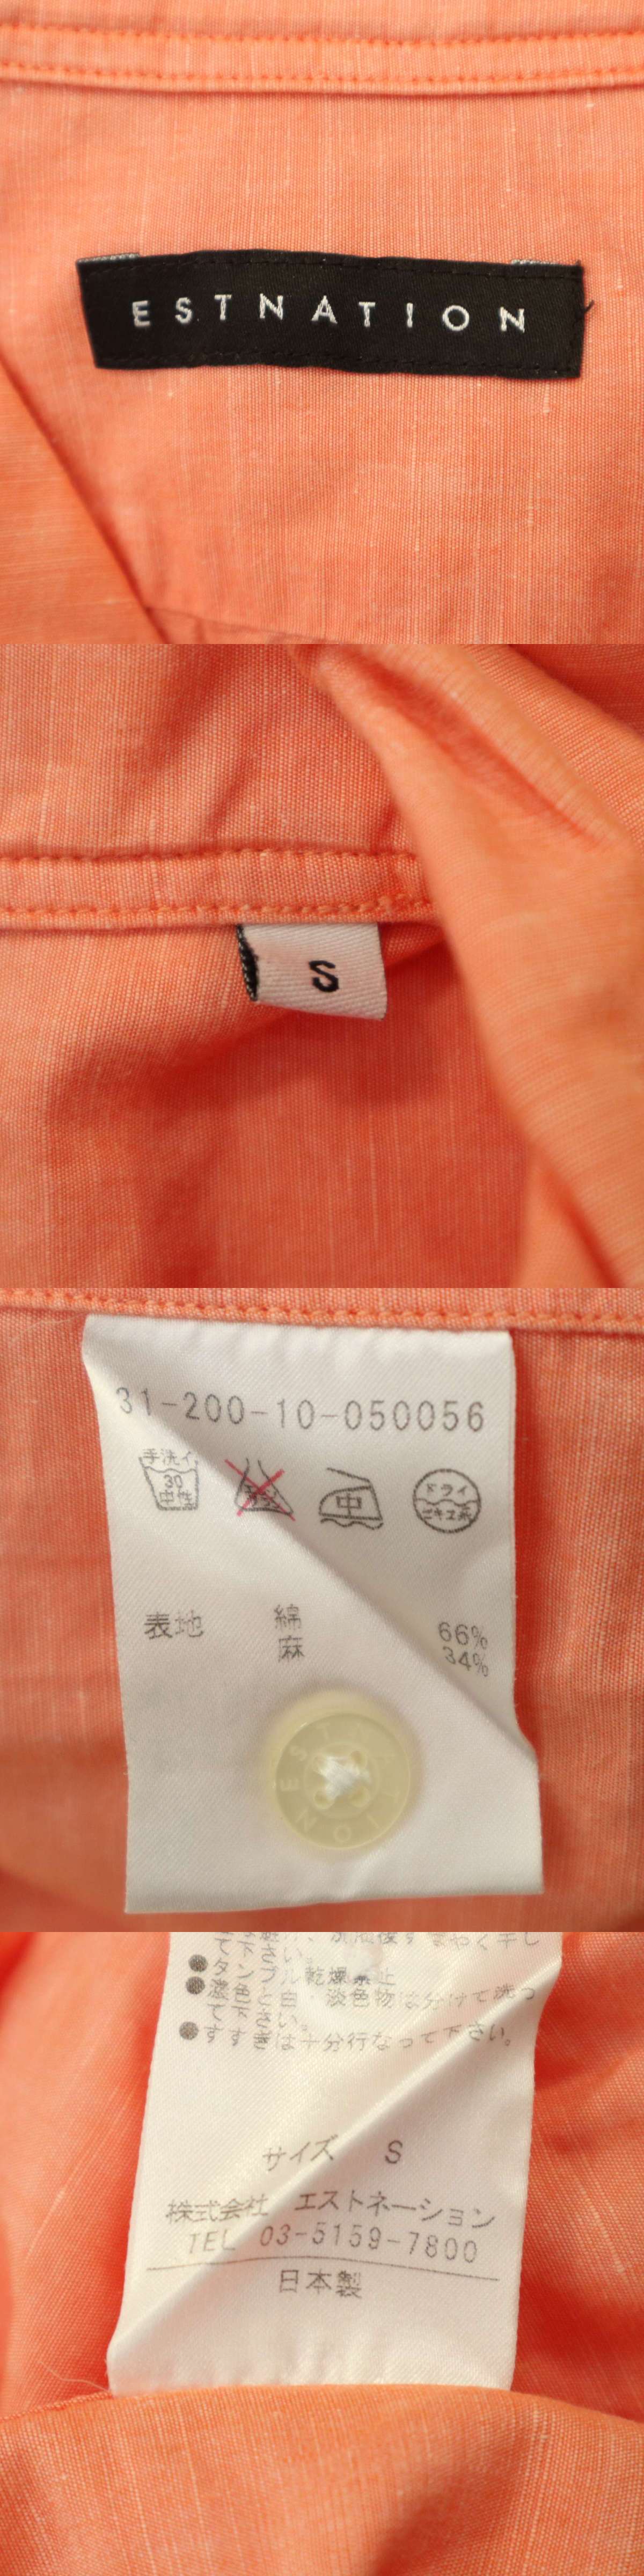 ESTNATION
S
31-200-10-050056
手洗イ
30
中性
中
ドライ
セキユ系
表地 綿 66%
麻 34%
ESTNATION
●タンブル乾燥禁止
●濃色と白・淡色物は分けて洗っ
て下さい。
●すすぎは十分行なって下さい。
サイズ S
株式会社 エストネーション
TEL 03-5159-7800
日本製